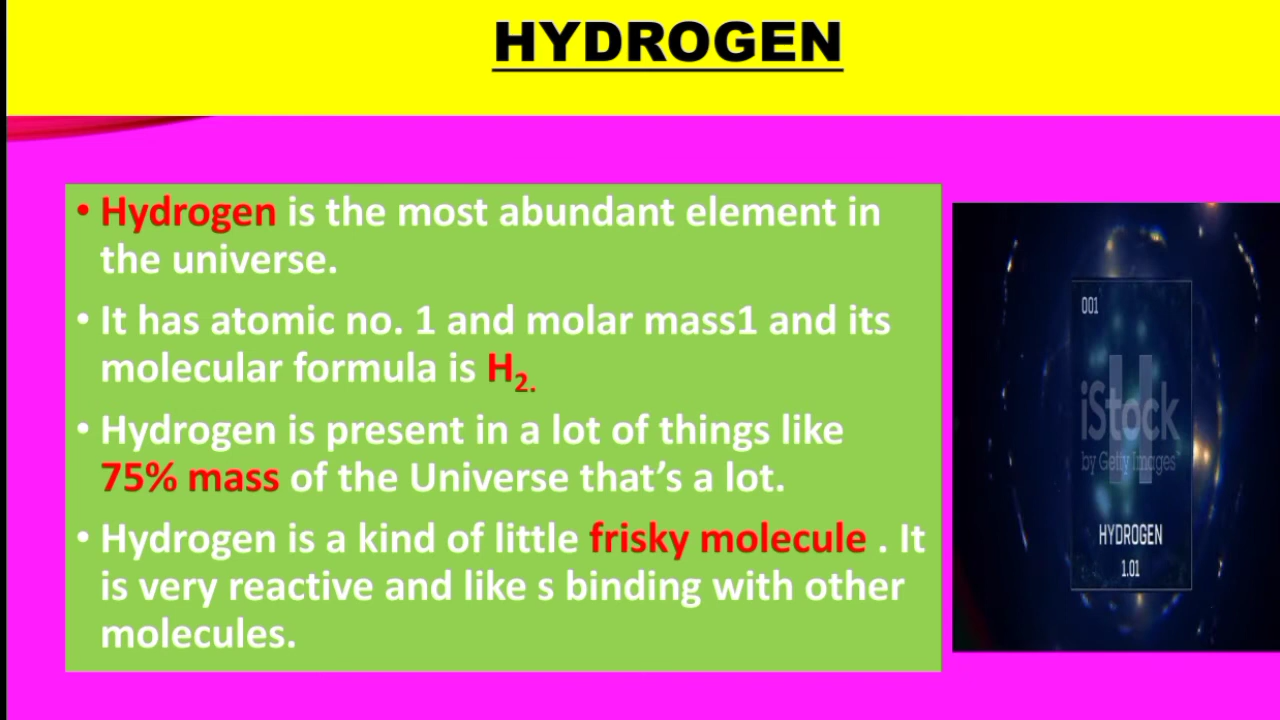 HYDROGEN
• Hydrogen is the most abundant element in
the universe.
• It has atomic no. 1 and molar mass1 and its
molecular formula is H₂.
• Hydrogen is present in a lot of things like
75% mass of the Universe that’s a lot.
• Hydrogen is a kind of little frisky molecule . It
is very reactive and like s binding with other
molecules.
001
H
iStock
by Getty Images™
HYDROGEN
1.01